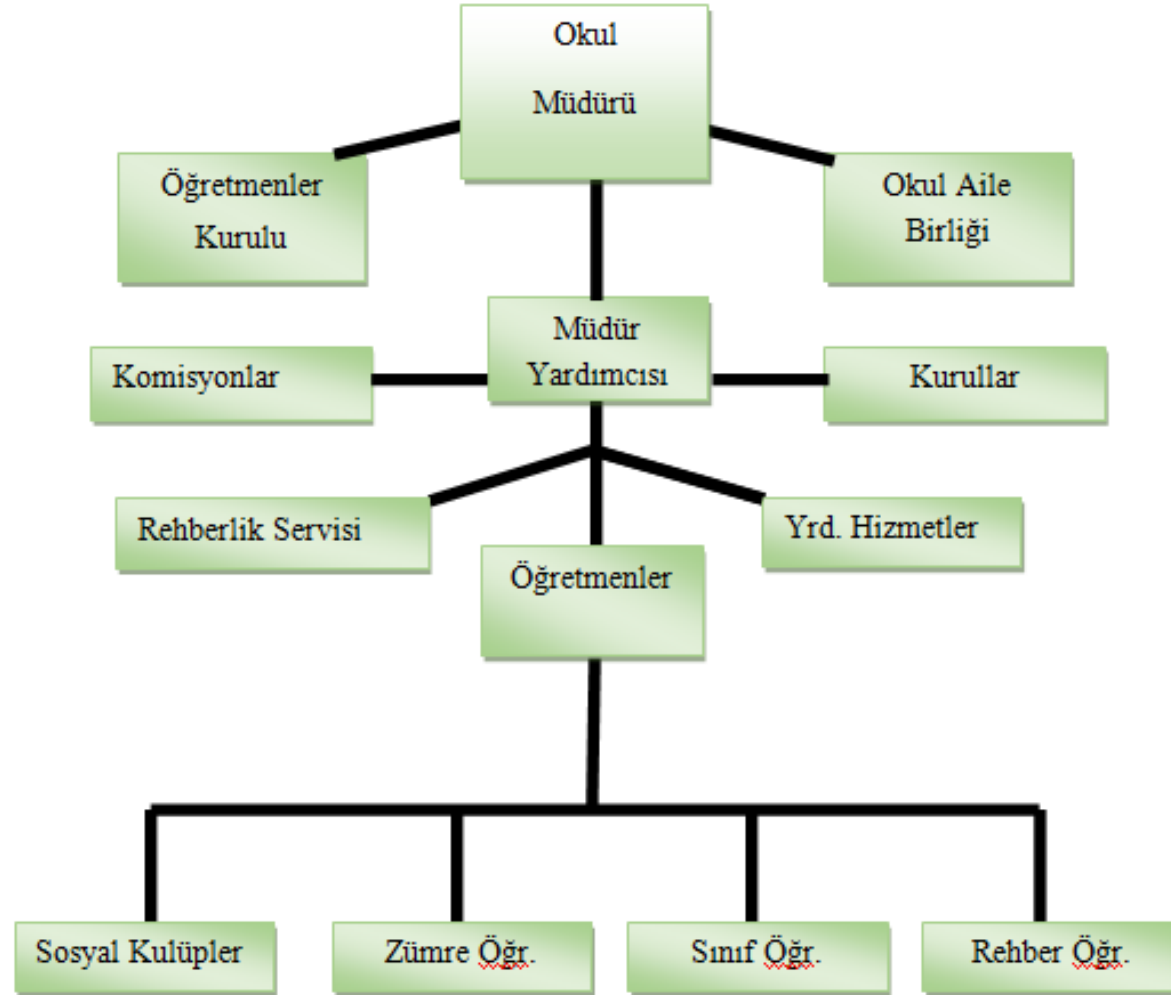 Okul
Müdürü
Öğretmenler
Kurulu
Okul Aile
Birliği
Müdür
Yardımcısı
Komisyonlar
Kurullar
Rehberlik Servisi
Yrd. Hizmetler
Öğretmenler
Sosyal Kulüpler
Zümre Öğr.
Sınıf Öğr.
Rehber Öğr.